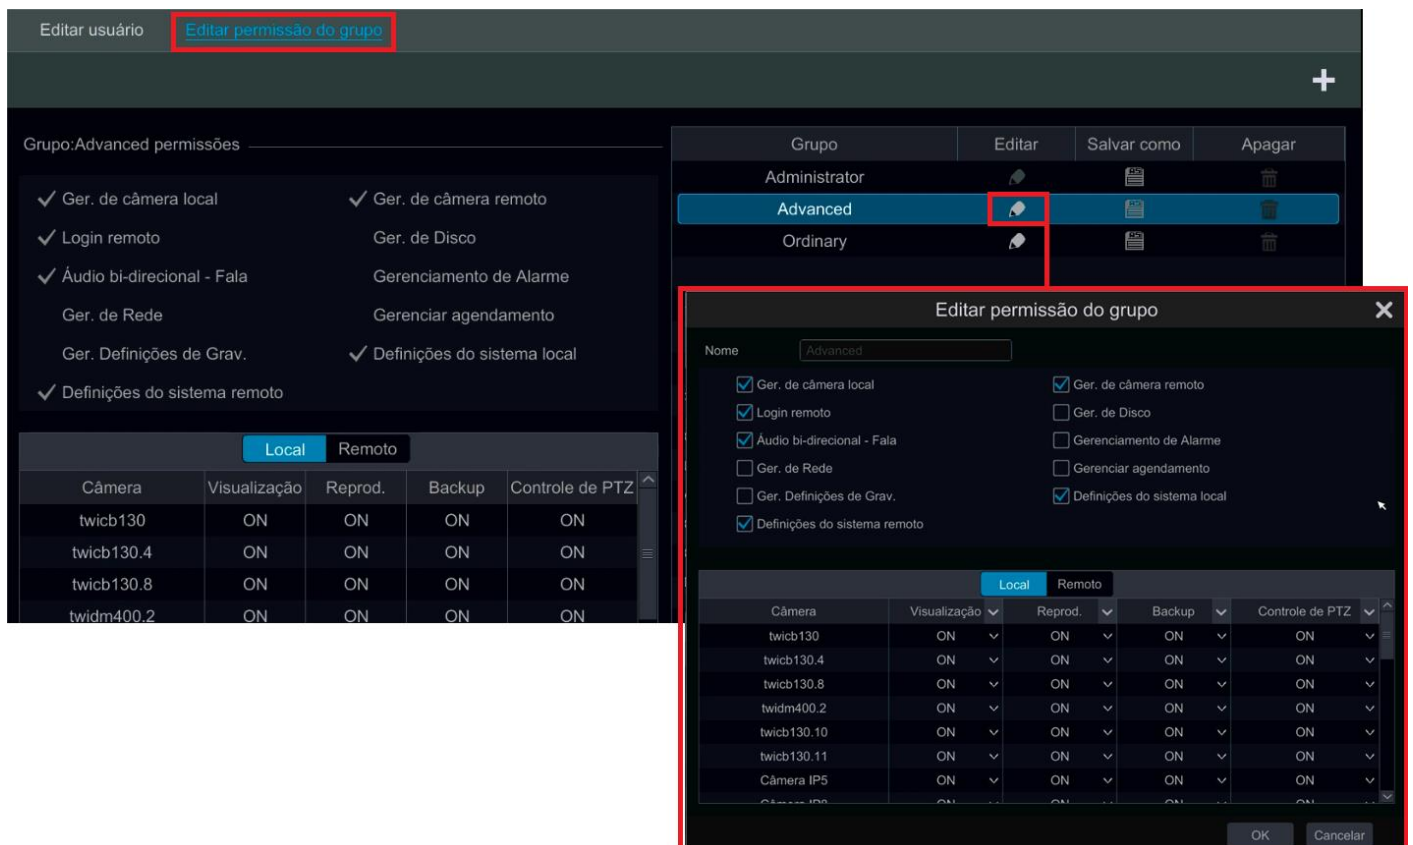 Editar usuário Editar permissão do grupo
+
Grupo:Advanced permissões
Ger. de câmera local Ger. de câmera remoto
Login remoto Ger. de Disco
Áudio bi-direcional - Fala Gerenciamento de Alarme
Ger. de Rede Gerenciar agendamento
Ger. Definições de Grav. Definições do sistema local
Definições do sistema remoto
Local Remoto
Câmera Visualização Reprod. Backup Controle de PTZ
twicb130 ON ON ON ON
twicb130.4 ON ON ON ON
twicb130.8 ON ON ON ON
twidm400.2 ON ON ON ON
Grupo Editar Salvar como Apagar
Administrator
Advanced
Ordinary
Editar permissão do grupo
Nome Advanced
Ger. de câmera local Ger. de câmera remoto
Login remoto Ger. de Disco
Áudio bi-direcional - Fala Gerenciamento de Alarme
Ger. de Rede Gerenciar agendamento
Ger. Definições de Grav. Definições do sistema local
Definições do sistema remoto
Local Remoto
Câmera Visualização Reprod. Backup Controle de PTZ
twicb130 ON ON ON ON
twicb130.4 ON ON ON ON
twicb130.8 ON ON ON ON
twidm400.2 ON ON ON ON
twicb130.10 ON ON ON ON
twicb130.11 ON ON ON ON
Câmera IP5 ON ON ON ON
OK Cancelar